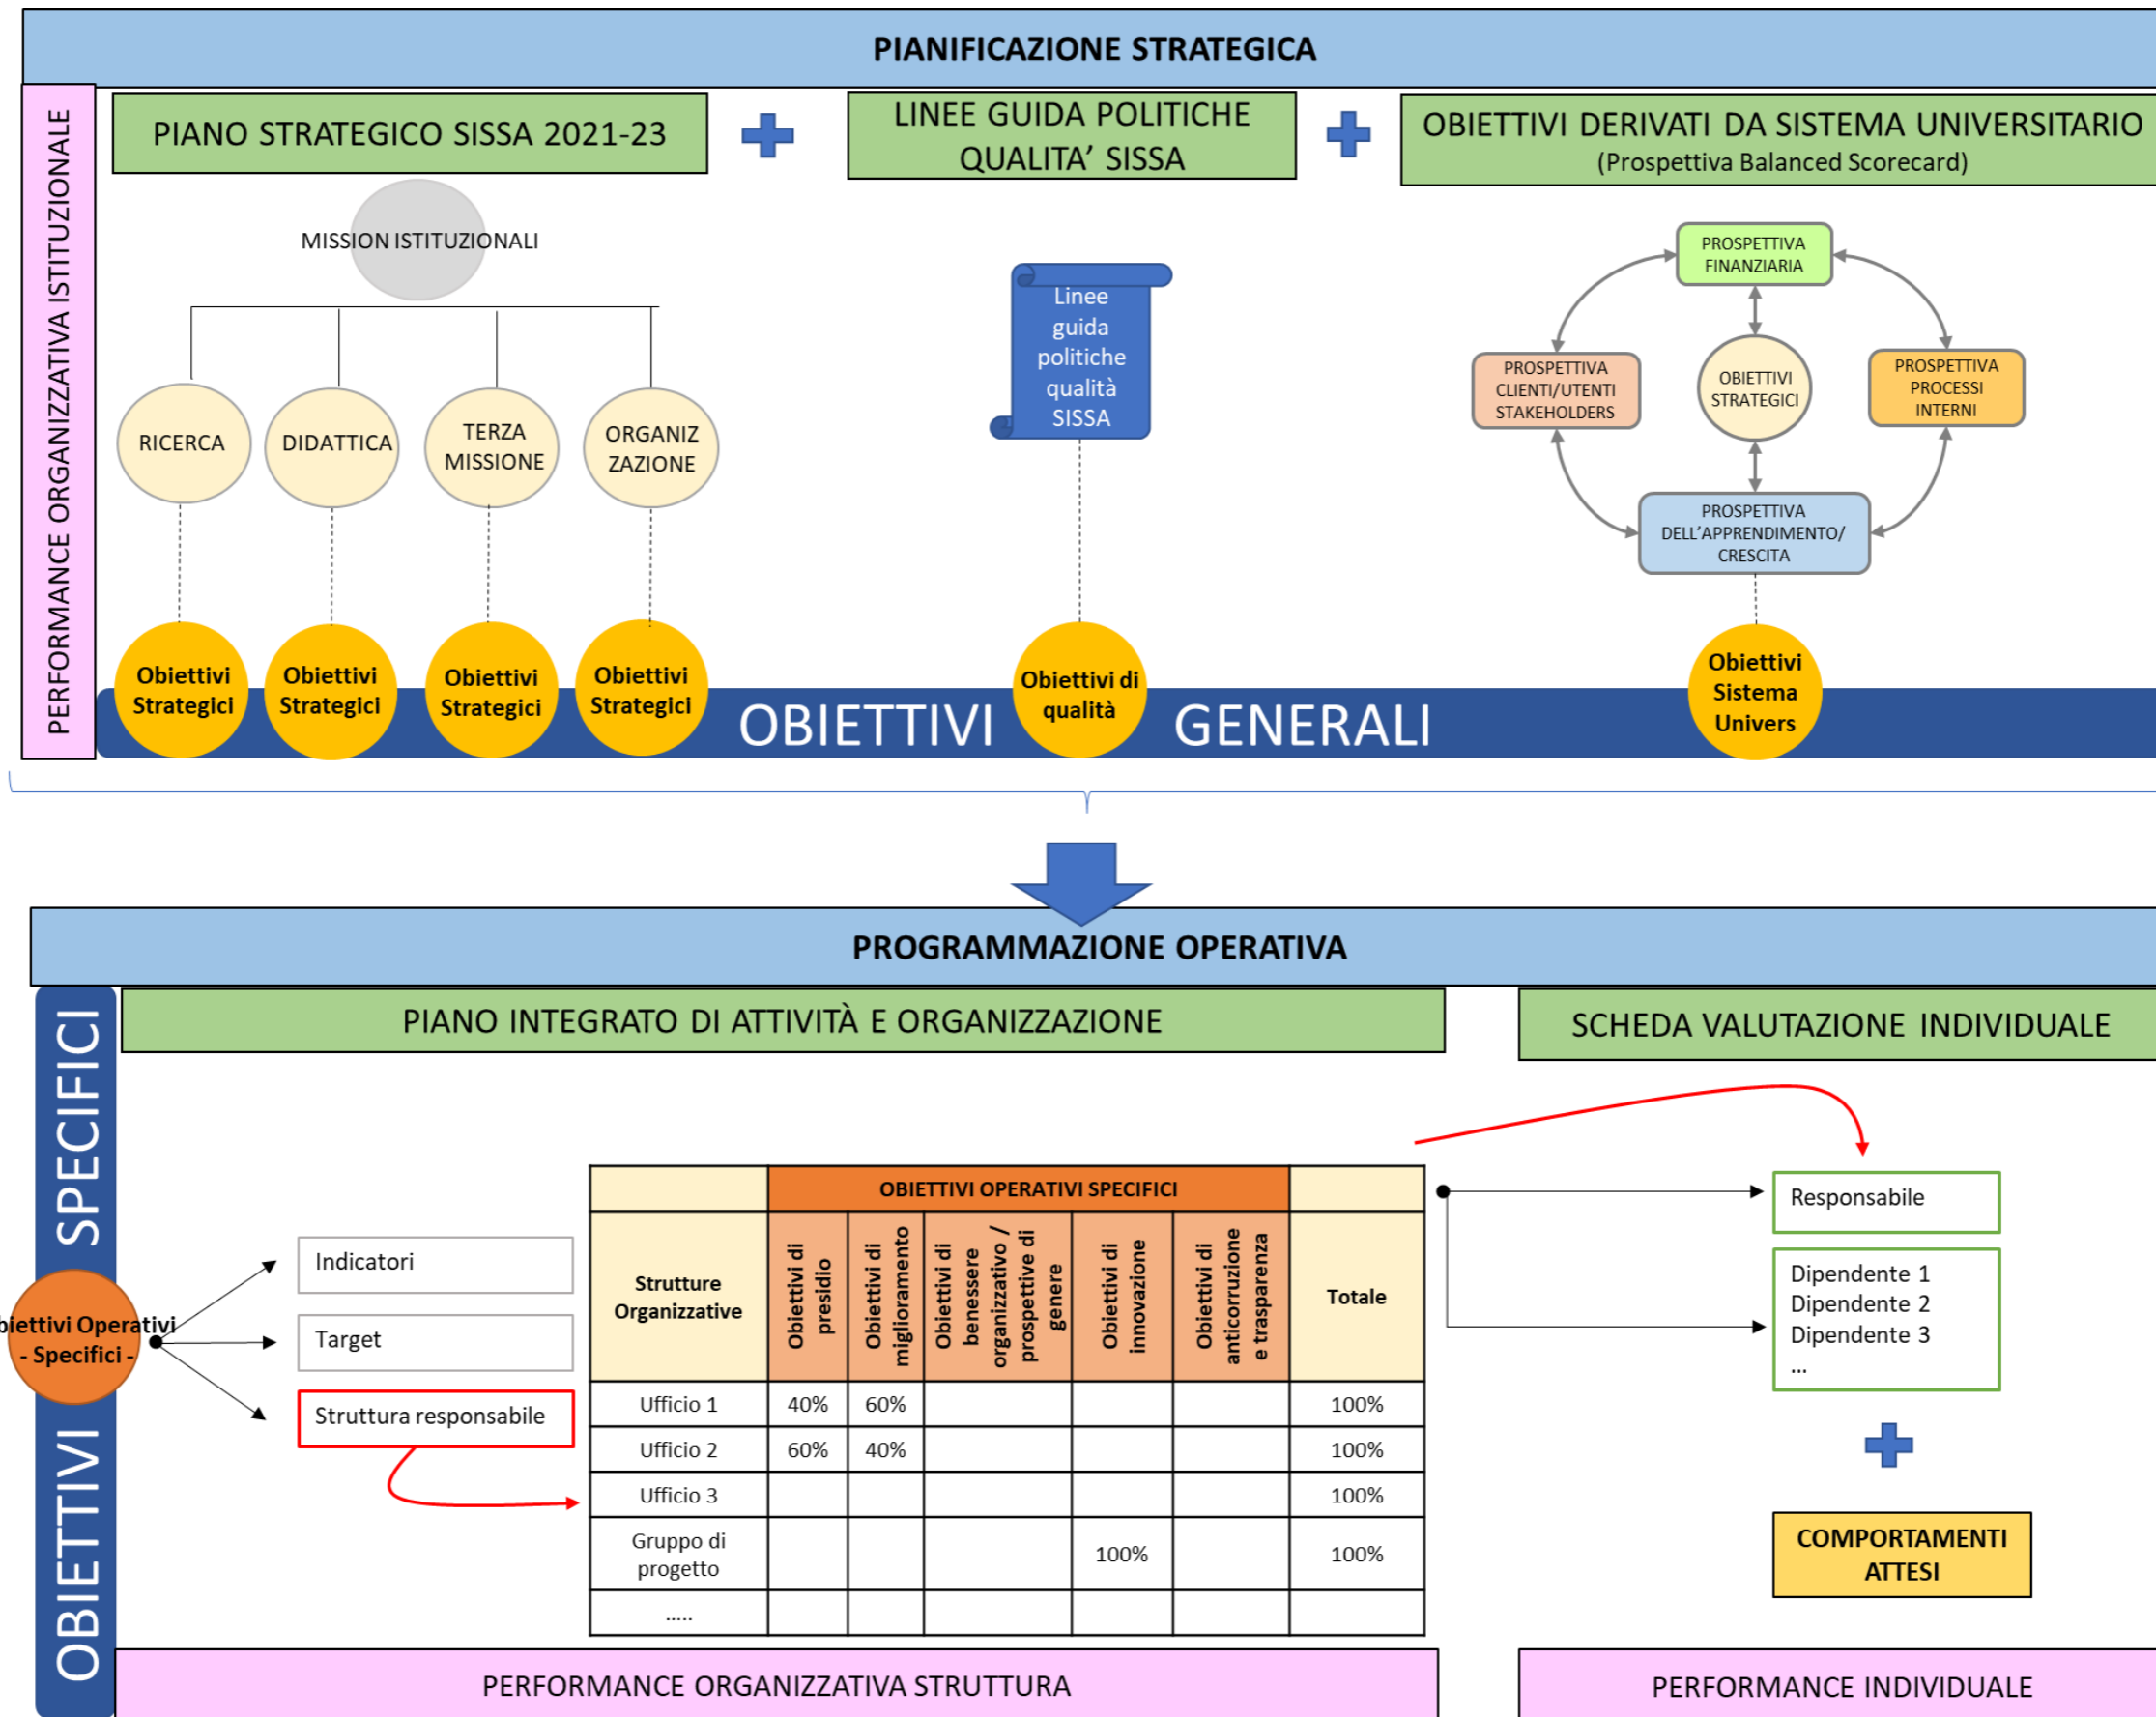 PIANIFICAZIONE STRATEGICA
PERFORMANCE ORGANIZZATIVA ISTITUZIONALE
PIANO STRATEGICO SISSA 2021-23
LINEE GUIDA POLITICHE
QUALITA’ SISSA
OBIETTIVI DERIVATI DA SISTEMA UNIVERSITARIO
(Prospettiva Balanced Scorecard)
MISSION ISTITUZIONALI
RICERCA
DIDATTICA
TERZA
MISSIONE
ORGANIZ
ZAZIONE
Linee
guida
politiche
qualità
SISSA
PROSPETTIVA
FINANZIARIA
PROSPETTIVA
CLIENTI/UTENTI
STAKEHOLDERS
OBIETTIVI
STRATEGICI
PROSPETTIVA
PROCESSI
INTERNI
PROSPETTIVA
DELL’APPRENDIMENTO/
CRESCITA
Obiettivi
Strategici
Obiettivi
Strategici
Obiettivi
Strategici
Obiettivi
Strategici
OBIETTIVI
Obiettivi di
qualità
GENERALI
Obiettivi
Sistema
Univers
PROGRAMMAZIONE OPERATIVA
OBIETTIVI SPECIFICI
PIANO INTEGRATO DI ATTIVITÀ E ORGANIZZAZIONE
SCHEDA VALUTAZIONE INDIVIDUALE
biettivi Operativi
- Specifici -
Indicatori
Target
Struttura responsabile
OBIETTIVI OPERATIVI SPECIFICI
Strutture
Organizzative
Obiettivi di
presidio
Obiettivi di
miglioramento
Obiettivi di
benessere
organizzativo /
prospettive di
genere
Obiettivi di
innovazione
Obiettivi di
anticorruzione
e trasparenza
Totale
Ufficio 1 40% 60% 100%
Ufficio 2 60% 40% 100%
Ufficio 3 100%
Gruppo di
progetto 100% 100%
.....
Responsabile
Dipendente 1
Dipendente 2
Dipendente 3
...
COMPORTAMENTI
ATTESI
PERFORMANCE ORGANIZZATIVA STRUTTURA
PERFORMANCE INDIVIDUALE